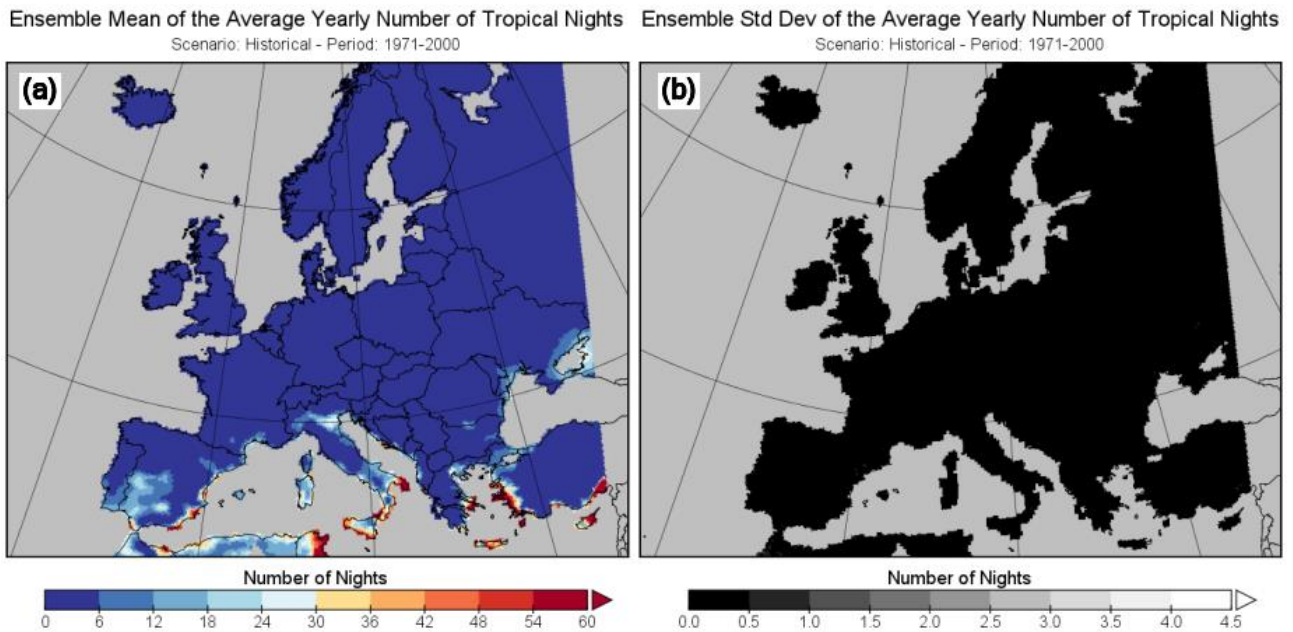 Ensemble Mean of the Average Yearly Number of Tropical Nights
Scenario: Historical - Period: 1971-2000
(a)
Number of Nights
0 6 12 18 24 30 36 42 48 54 60
Ensemble Std Dev of the Average Yearly Number of Tropical Nights
Scenario: Historical - Period: 1971-2000
(b)
Number of Nights
0.0 0.5 1.0 1.5 2.0 2.5 3.0 3.5 4.0 4.5